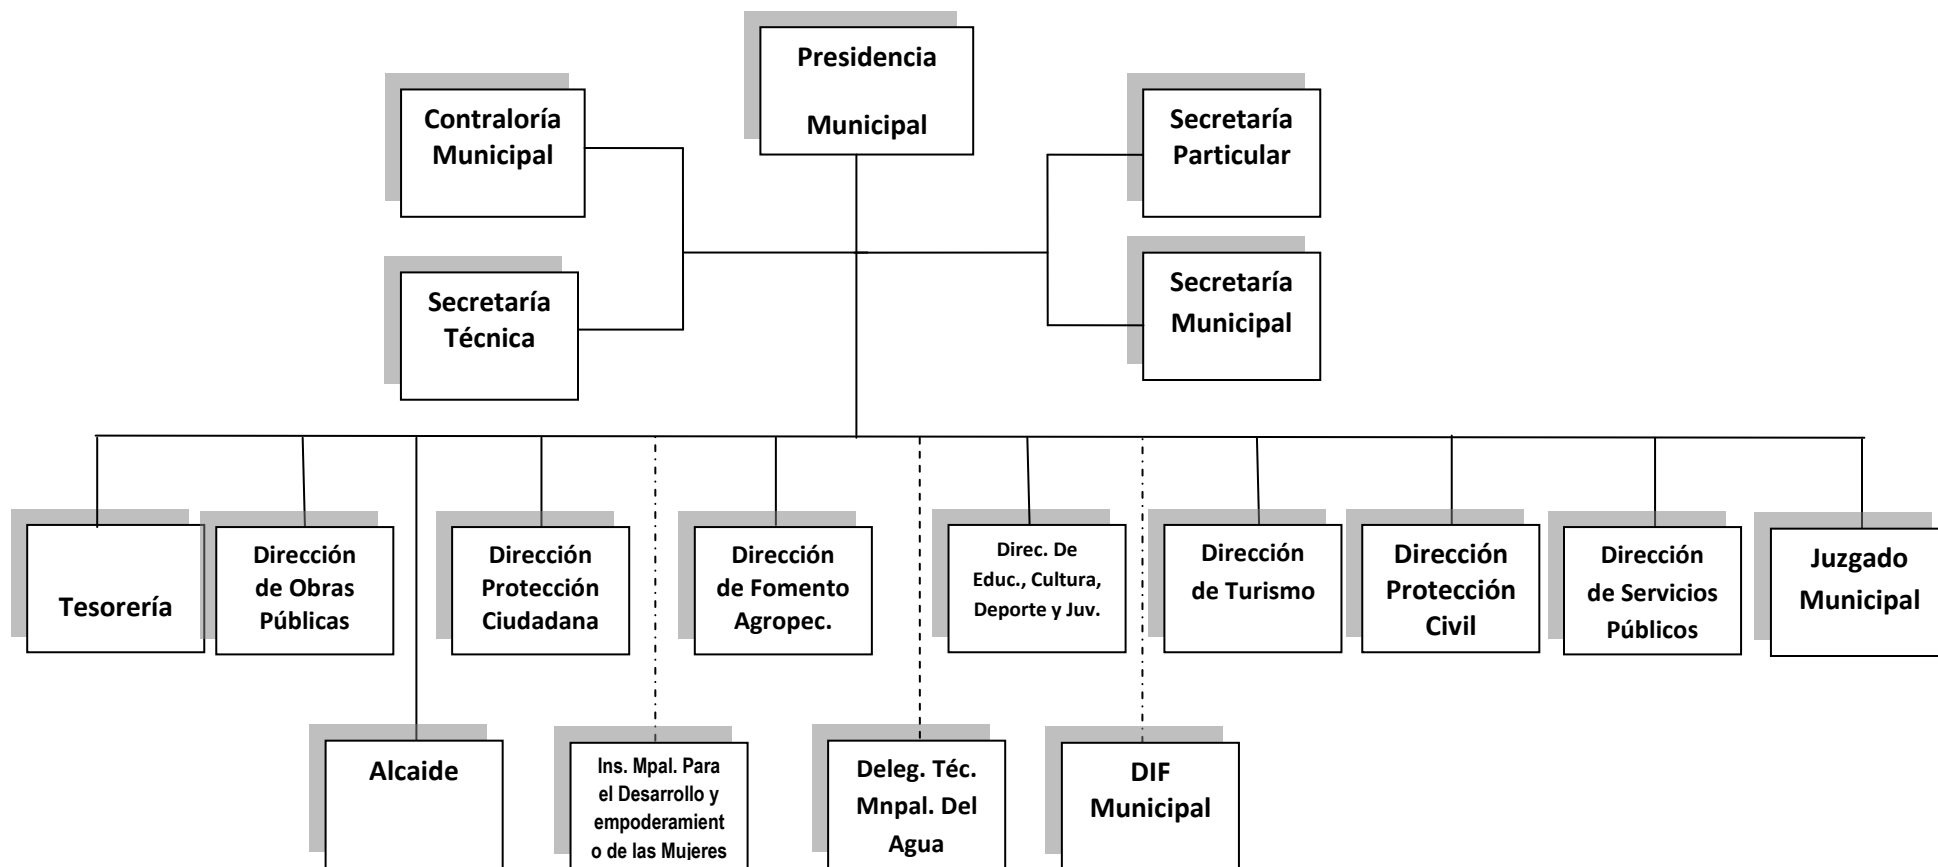 Presidencia
Municipal
Contraloría
Municipal
Secretaría
Particular
Secretaría
Técnica
Secretaría
Municipal
Tesorería
Dirección
de Obras
Públicas
Dirección
Protección
Ciudadana
Dirección
de Fomento
Agropec.
Direc. De
Educ., Cultura,
Deporte y Juv.
Dirección
de Turismo
Dirección
Protección
Civil
Dirección
de Servicios
Públicos
Juzgado
Municipal
Alcaide
Ins. Mpal. Para
el Desarrollo y
empoderamient
o de las Mujeres
Deleg. Téc.
Mnpal. Del
Agua
DIF
Municipal